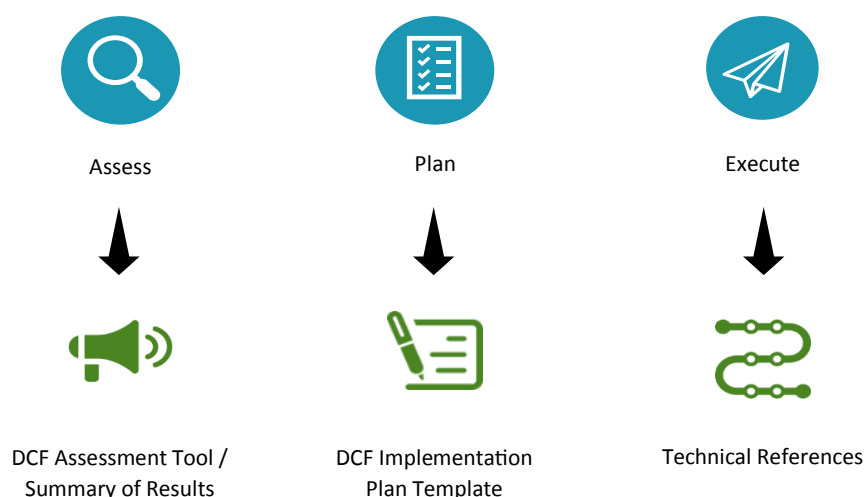 Assess
Plan
Execute
DCF Assessment Tool /
Summary of Results
DCF Implementation
Plan Template
Technical References